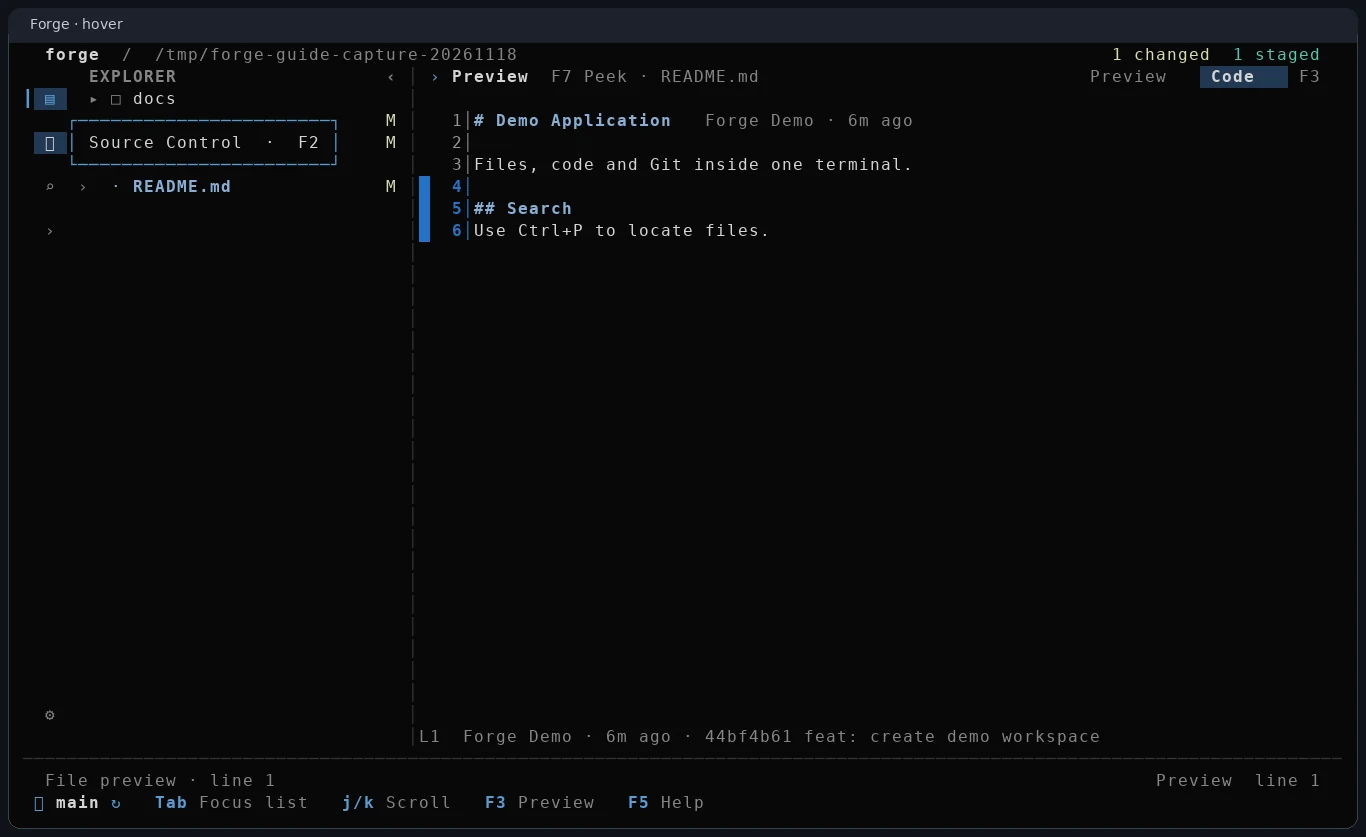 Forge · hover
forge / /tmp/forge-guide-capture-20261118 1 changed 1 staged
EXPLORER ‹ › Preview F7 Peek · README.md Preview Code F3
▸ □ docs
M 1 # Demo Application Forge Demo · 6m ago
Source Control · F2 M 2
3 Files, code and Git inside one terminal.
› · README.md M 4
5 ## Search
› 6 Use Ctrl+P to locate files.
L1 Forge Demo · 6m ago · 44bf4b61 feat: create demo workspace
File preview · line 1 Preview line 1
main ↻ Tab Focus list j/k Scroll F3 Preview F5 Help